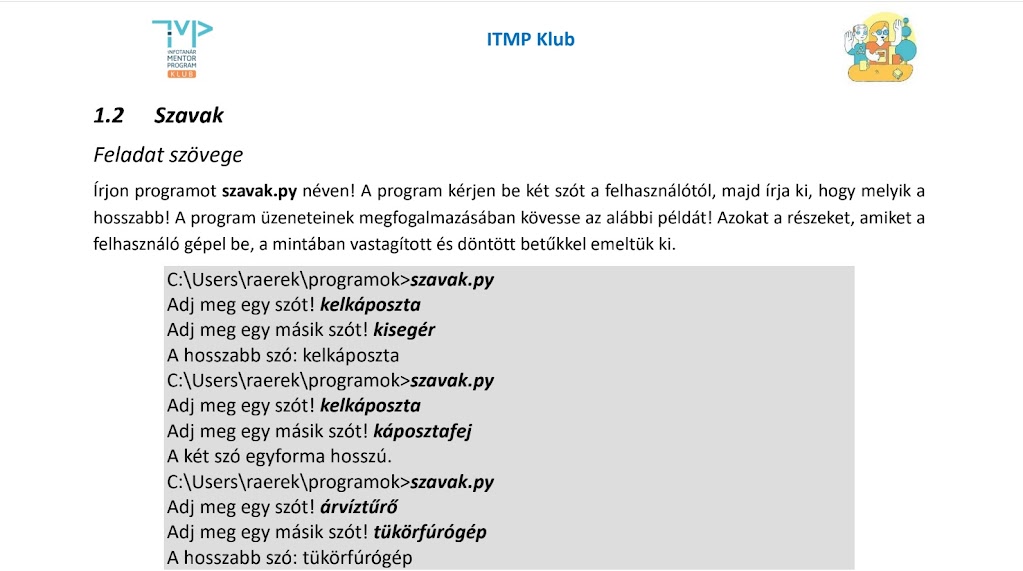 INFOTANÁR
MENTOR
PROGRAM
KLUB
ITMP Klub
1.2 Szavak
Feladat szövege
Írjon programot szavak.py néven! A program kérjen be két szót a felhasználótól, majd írja ki, hogy melyik a
hosszabb! A program üzeneteinek megfogalmazásában kövesse az alábbi példát! Azokat a részeket, amiket a
felhasználó gépel be, a mintában vastagított és döntött betűkkel emeltük ki.
C:\Users\raerek\programok>szavak.py
Adj meg egy szót! kelkáposzta
Adj meg egy másik szót! kisegér
A hosszabb szó: kelkáposzta
C:\Users\raerek\programok>szavak.py
Adj meg egy szót! kelkáposzta
Adj meg egy másik szót! káposztafej
A két szó egyforma hosszú.
C:\Users\raerek\programok>szavak.py
Adj meg egy szót! árvíztűrő
Adj meg egy másik szót! tükörfúrógép
A hosszabb szó: tükörfúrógép